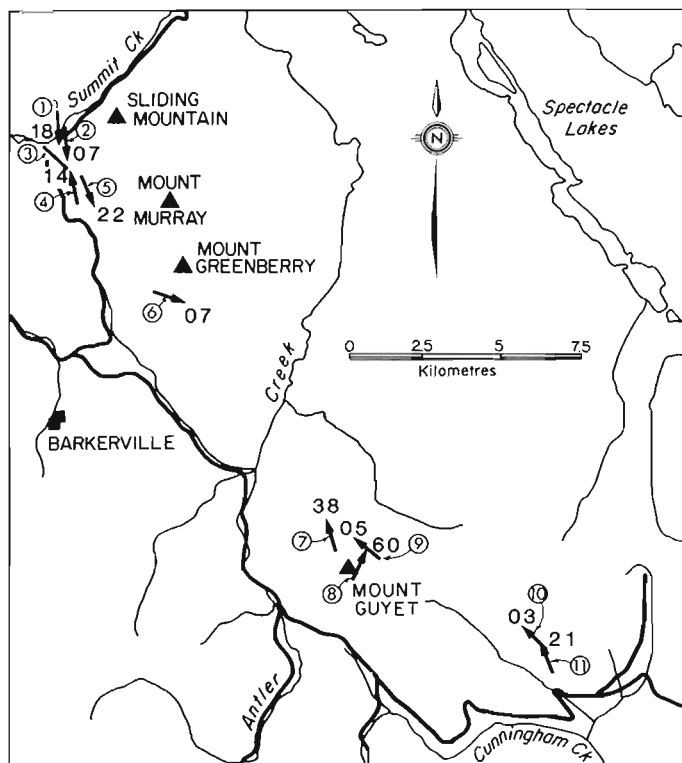 Summit Ck
① 
SLIDING
MOUNTAIN
18 ②
③ 07
14 ⑤
④ 22
MOUNT
MURRAY
MOUNT
GREENBERRY
⑥ 07
Spectacle
Lakes
N
0 2.5 5 7.5
Kilometres
Creek
BARKERVILLE
38
05
⑦ 60 ⑨
⑧ MOUNT
GUYET
⑩
03
21
⑪
Antler
Cunningham Ck